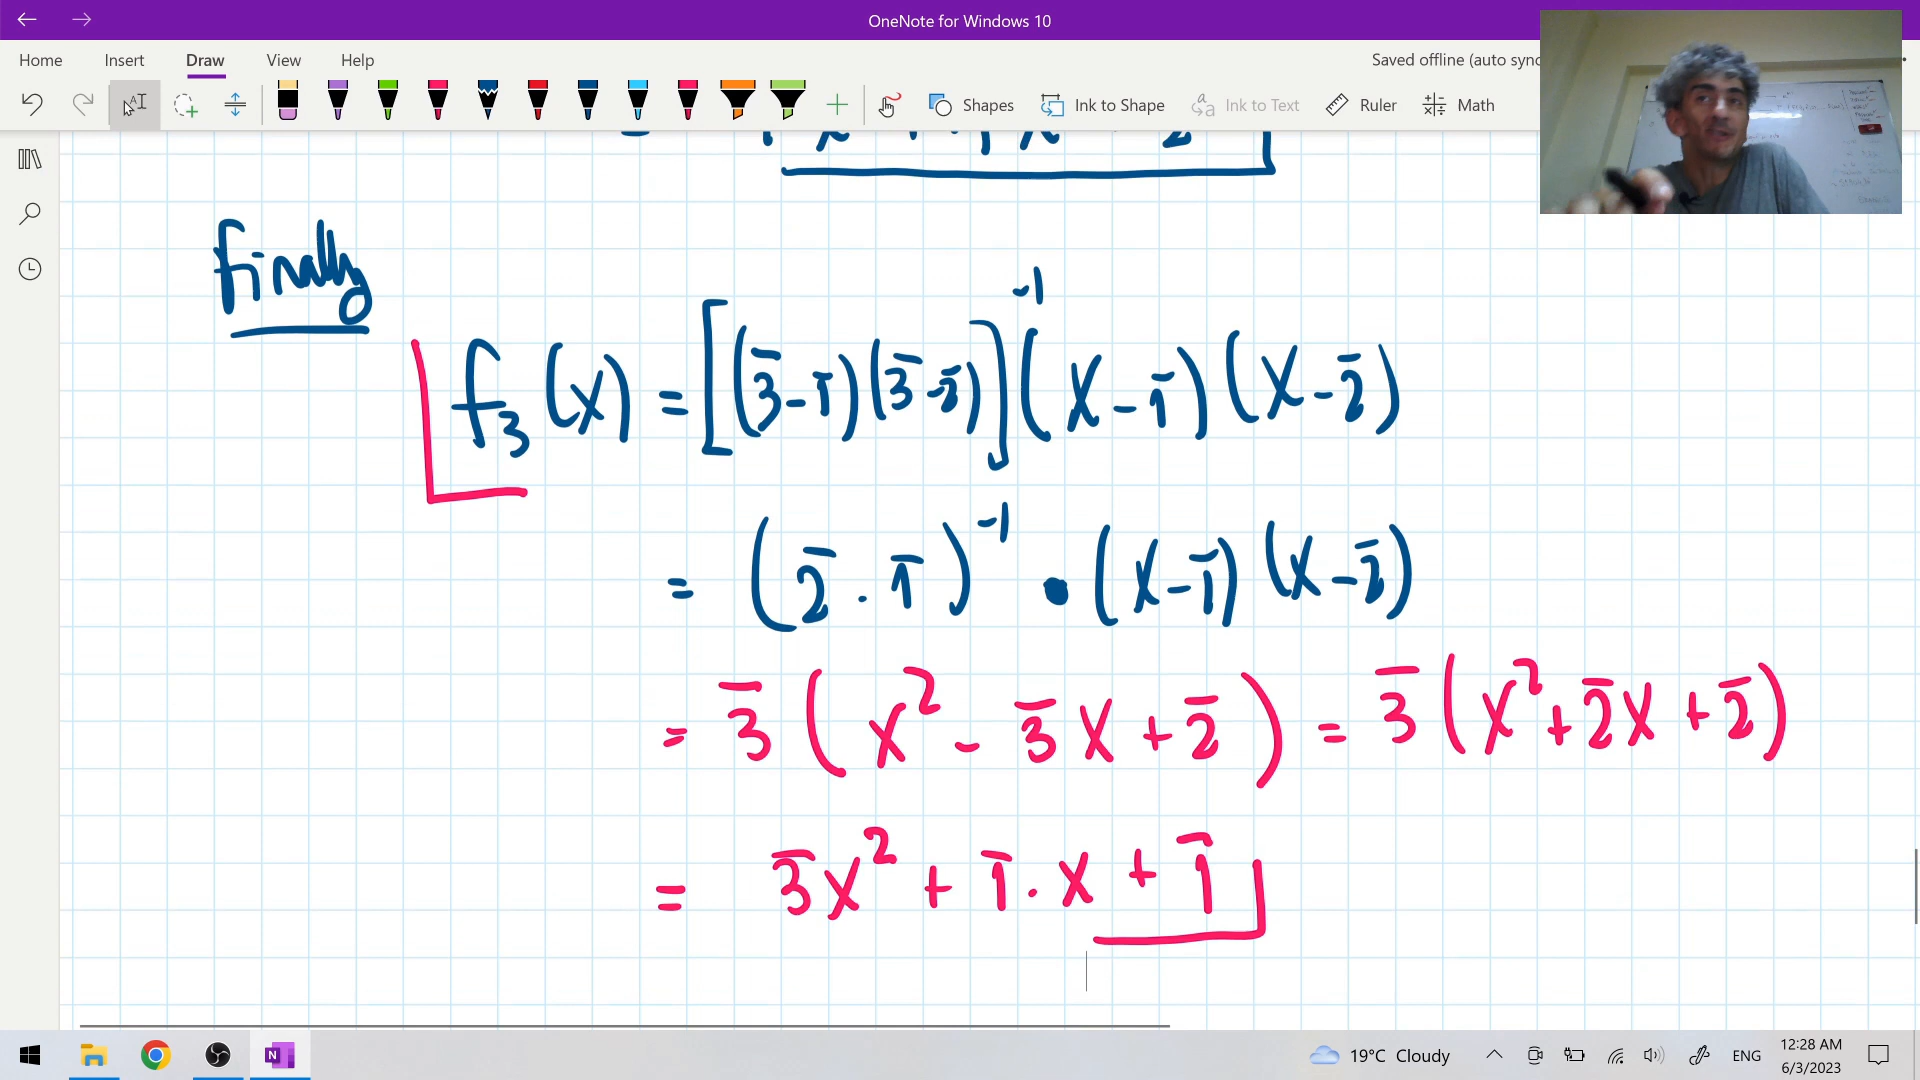 OneNote for Windows 10
Home Insert Draw View Help
Saved offline (auto sync
Shapes Ink to Shape Ink to Text Ruler Math
Finally
f₃(x) = [(3̄-1̄)(3̄-2̄)]⁻¹(x-1̄)(x-2̄)
= (2̄ . 1̄)⁻¹ • (x-1̄)(x-2̄)
= 3̄(x² - 3̄x + 2̄) = 3̄(x² + 2̄x + 2̄)
= 3̄x² + 1̄ . x + 1̄
19°C Cloudy
ENG
12:28 AM
6/3/2023